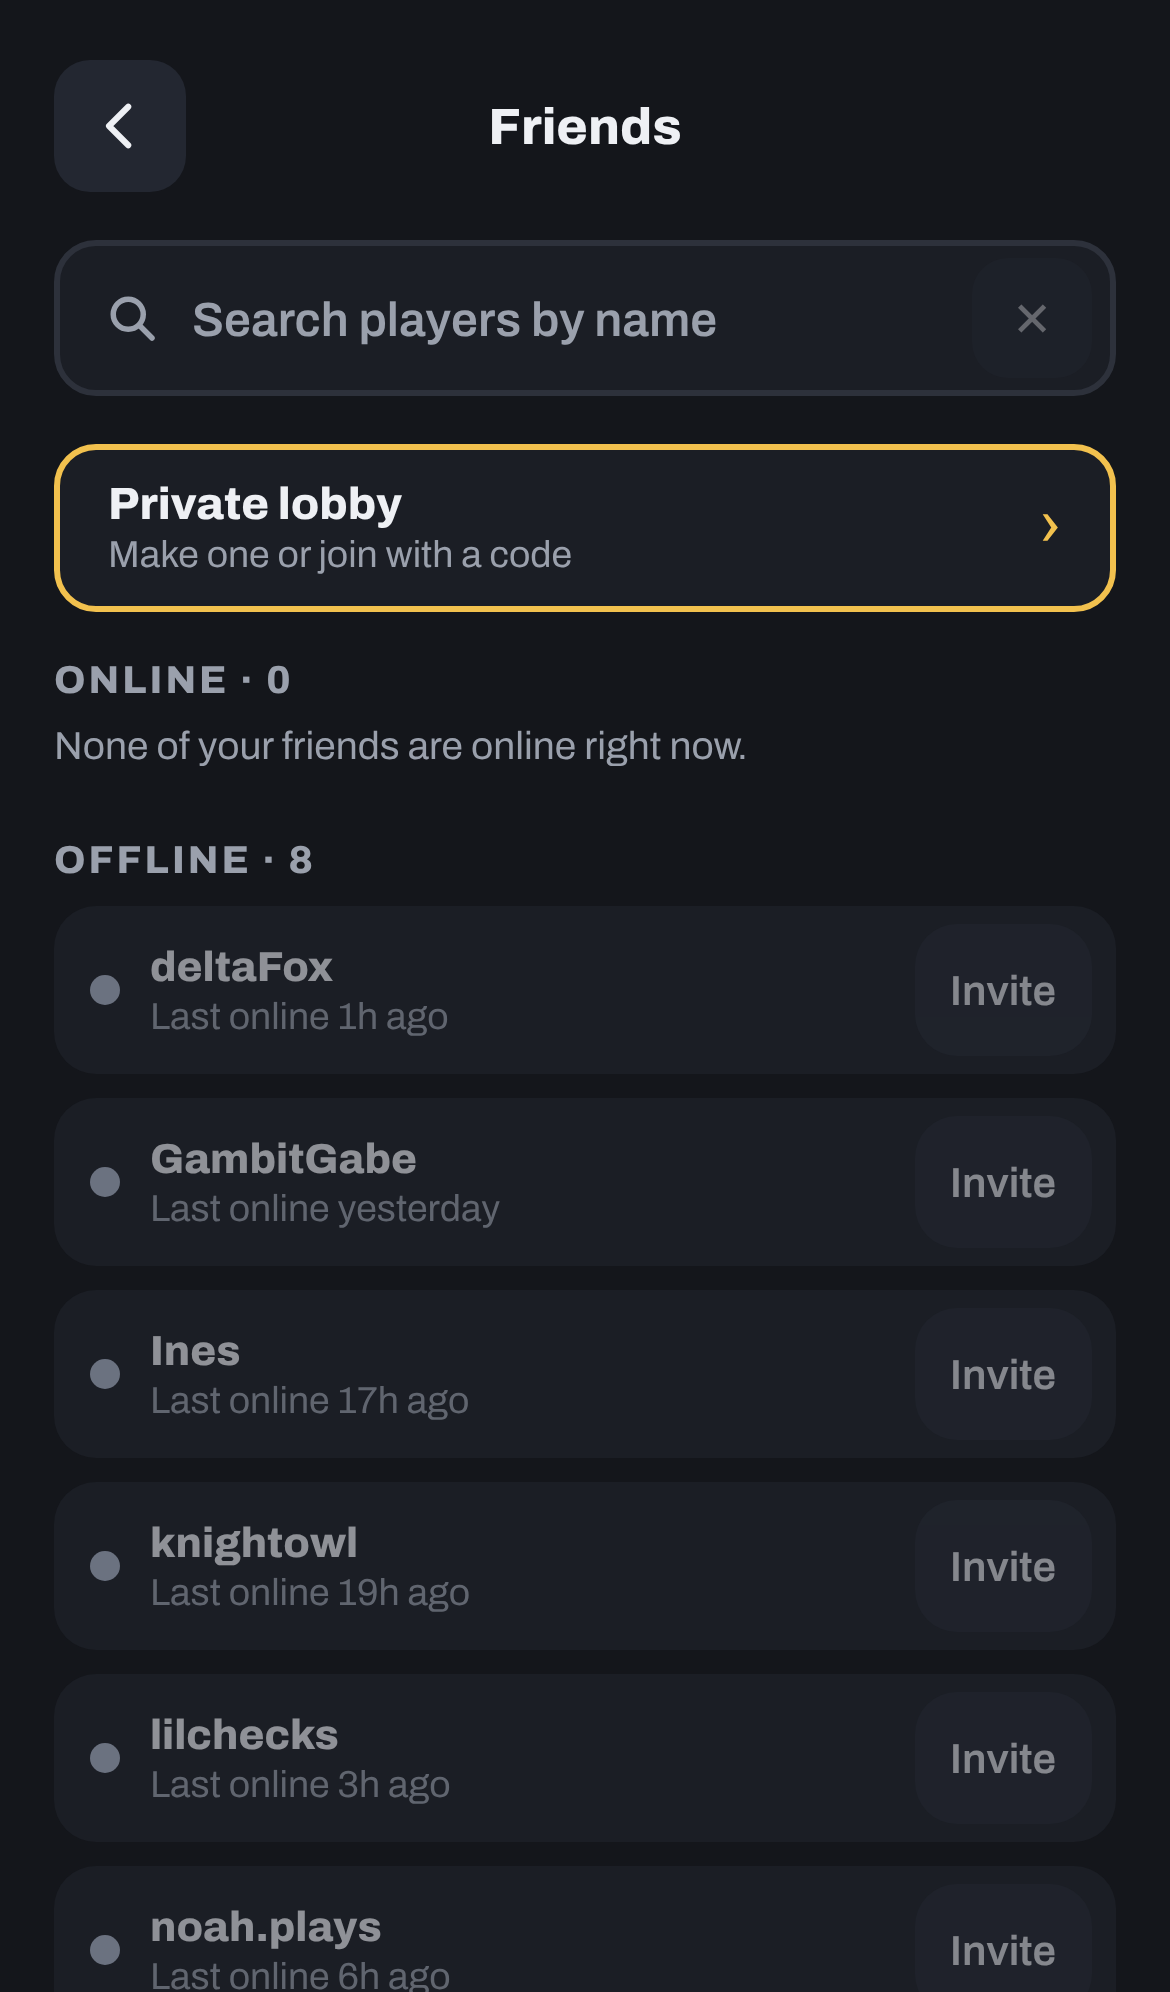 Friends
Search players by name
Private lobby
Make one or join with a code
ONLINE · 0
None of your friends are online right now.
OFFLINE · 8
deltaFox
Last online 1h ago
Invite
GambitGabe
Last online yesterday
Invite
Ines
Last online 17h ago
Invite
knightowl
Last online 19h ago
Invite
lilchecks
Last online 3h ago
Invite
noah.plays
Last online 6h ago
Invite